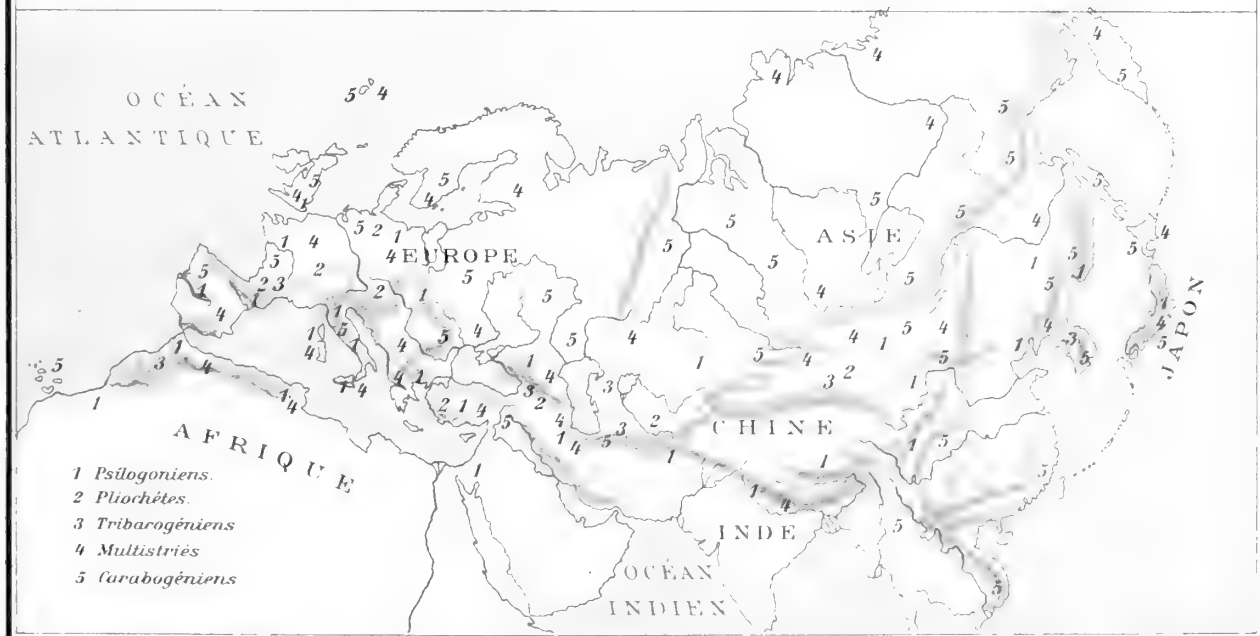 OCÉAN
ATLANTIQUE
EUROPE
ASIE
JAPON
CHINE
AFRIQUE
INDE
OCÉAN
INDIEN
1 Psilogoniens.
2 Pliochètes.
3 Tribarogéniens
4 Multistriés
5 Carabogéniens